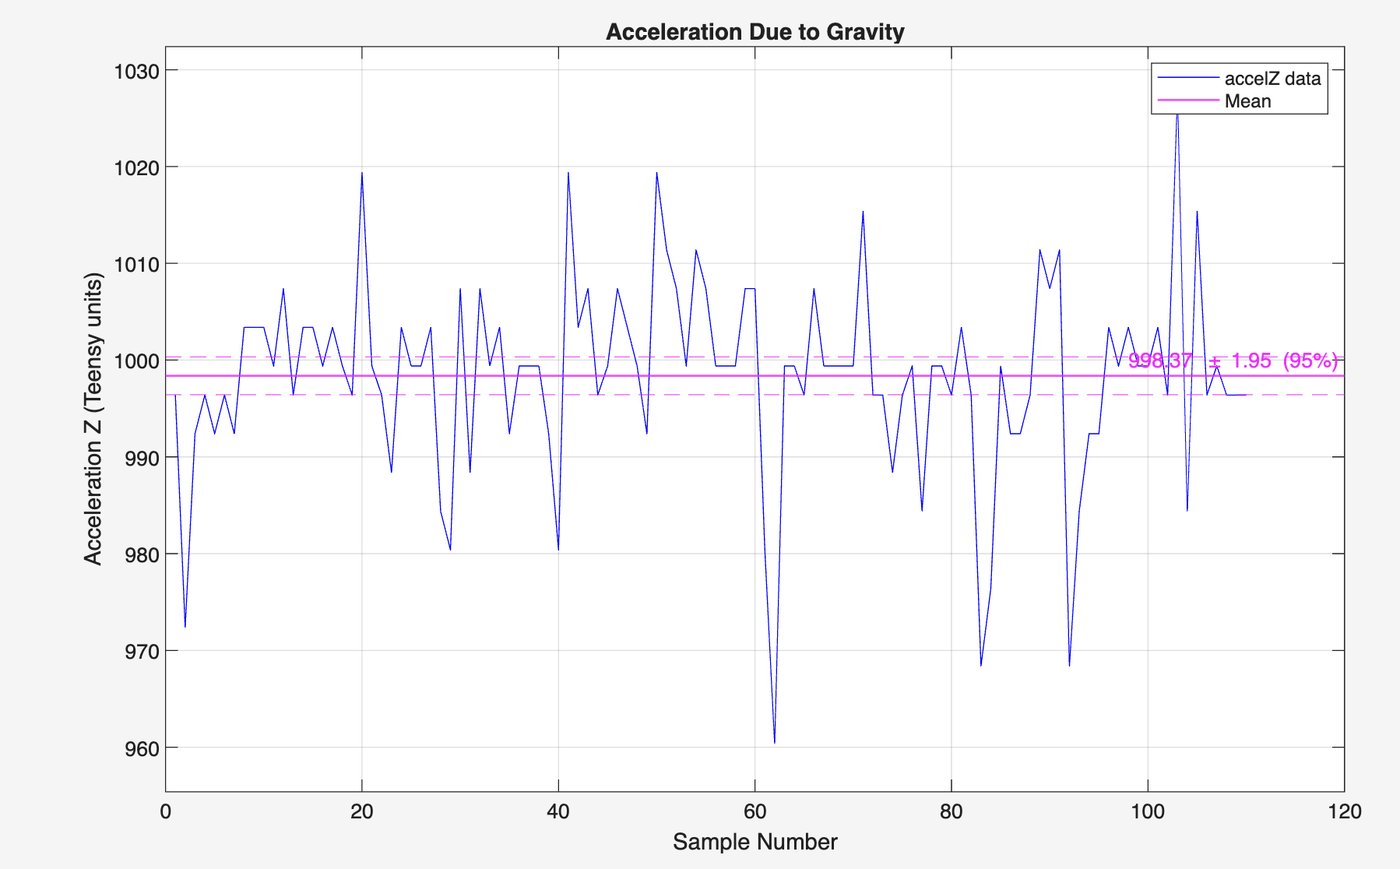 Acceleration Due to Gravity
accelZ data
Mean
998.37 ± 1.95 (95%)
Acceleration Z (Teensy units)
1030
1020
1010
1000
990
980
970
960
0 20 40 60 80 100 120
Sample Number